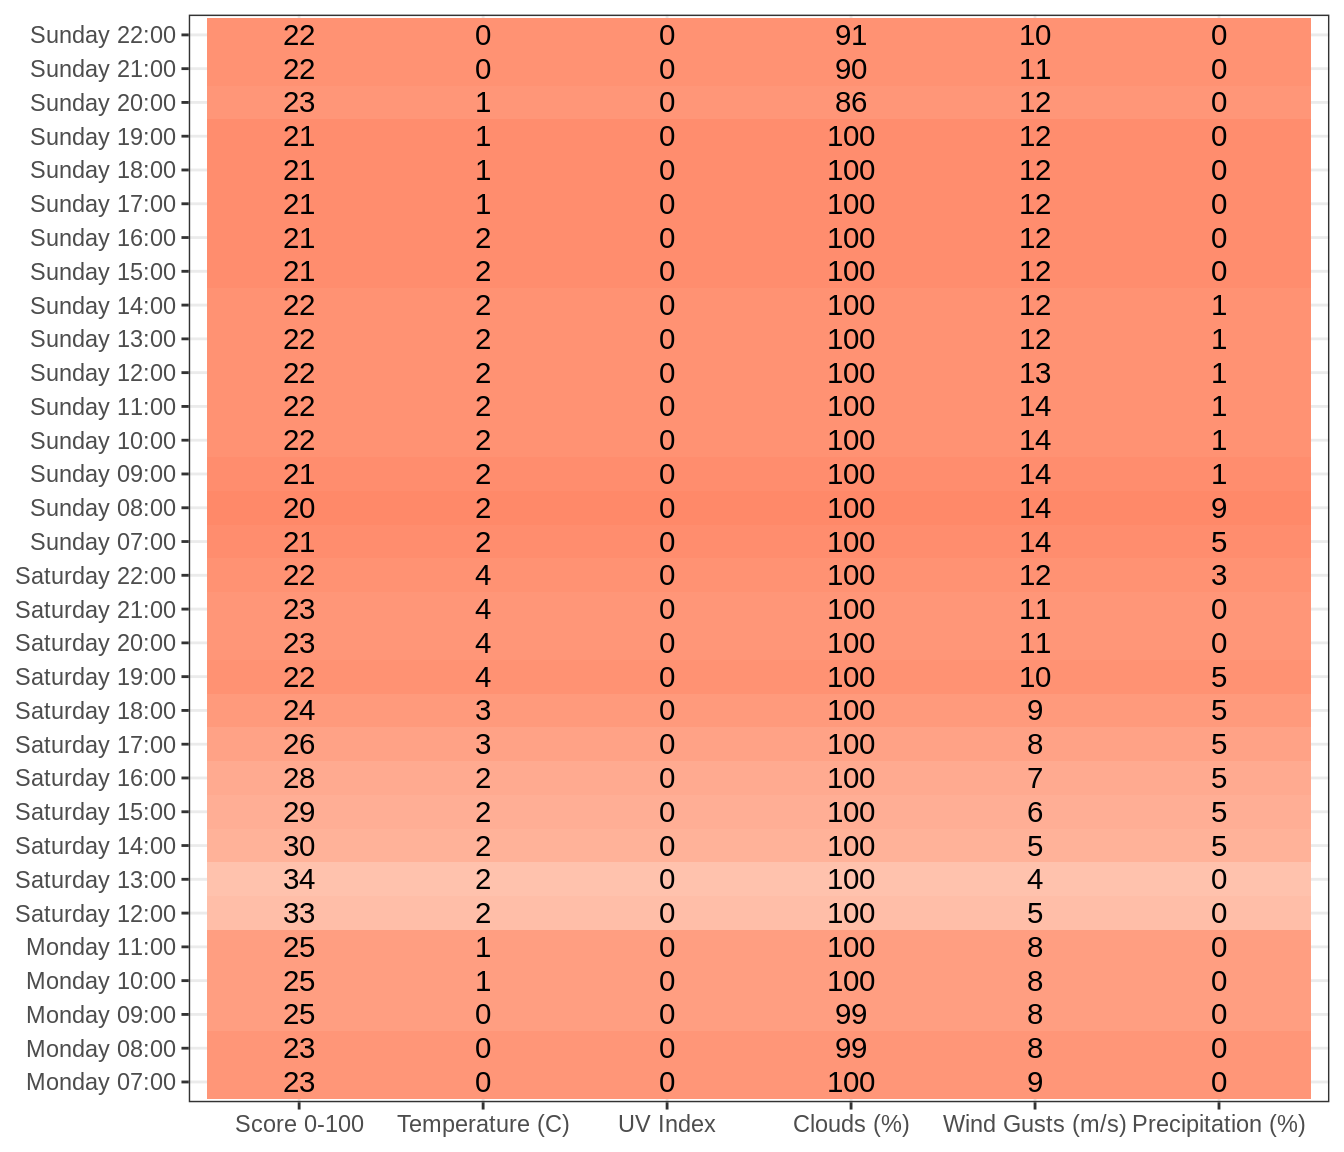 Sunday 22:00 22 0 0 91 10 0
Sunday 21:00 22 0 0 90 11 0
Sunday 20:00 23 1 0 86 12 0
Sunday 19:00 21 1 0 100 12 0
Sunday 18:00 21 1 0 100 12 0
Sunday 17:00 21 1 0 100 12 0
Sunday 16:00 21 2 0 100 12 0
Sunday 15:00 21 2 0 100 12 0
Sunday 14:00 22 2 0 100 12 1
Sunday 13:00 22 2 0 100 12 1
Sunday 12:00 22 2 0 100 13 1
Sunday 11:00 22 2 0 100 14 1
Sunday 10:00 22 2 0 100 14 1
Sunday 09:00 21 2 0 100 14 1
Sunday 08:00 20 2 0 100 14 9
Sunday 07:00 21 2 0 100 14 5
Saturday 22:00 22 4 0 100 12 3
Saturday 21:00 23 4 0 100 11 0
Saturday 20:00 23 4 0 100 11 0
Saturday 19:00 22 4 0 100 10 5
Saturday 18:00 24 3 0 100 9 5
Saturday 17:00 26 3 0 100 8 5
Saturday 16:00 28 2 0 100 7 5
Saturday 15:00 29 2 0 100 6 5
Saturday 14:00 30 2 0 100 5 5
Saturday 13:00 34 2 0 100 4 0
Saturday 12:00 33 2 0 100 5 0
Monday 11:00 25 1 0 100 8 0
Monday 10:00 25 1 0 100 8 0
Monday 09:00 25 0 0 99 8 0
Monday 08:00 23 0 0 99 8 0
Monday 07:00 23 0 0 100 9 0
Score 0-100 Temperature (C) UV Index Clouds (%) Wind Gusts (m/s) Precipitation (%)